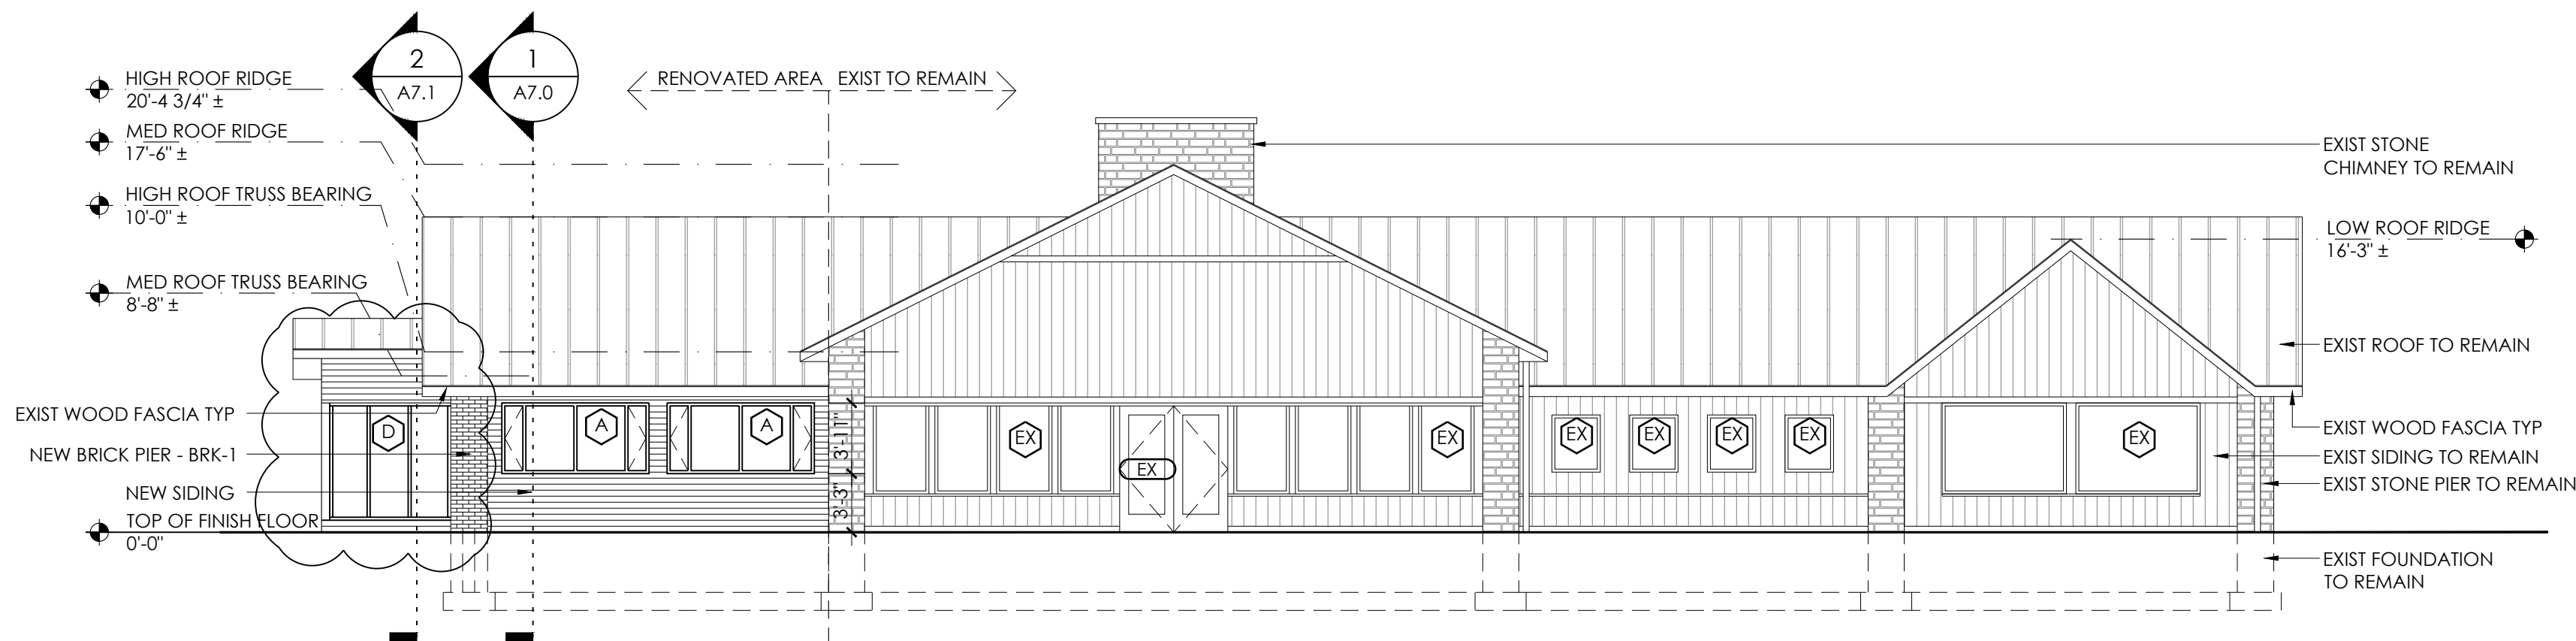 2
A7.1
1
A7.0
RENOVATED AREA
EXIST TO REMAIN
HIGH ROOF RIDGE
20'-4 3/4" ±
MED ROOF RIDGE
17'-6" ±
HIGH ROOF TRUSS BEARING
10'-0" ±
MED ROOF TRUSS BEARING
8'-8" ±
EXIST WOOD FASCIA TYP
NEW BRICK PIER - BRK-1
NEW SIDING
TOP OF FINISH FLOOR
0'-0"
D
A
A
3'-11"
3'-3"
EX
EX
EX
EX
EX
EX
EX
EX
EXIST STONE
CHIMNEY TO REMAIN
LOW ROOF RIDGE
16'-3" ±
EXIST ROOF TO REMAIN
EXIST WOOD FASCIA TYP
EXIST SIDING TO REMAIN
EXIST STONE PIER TO REMAIN
EXIST FOUNDATION
TO REMAIN